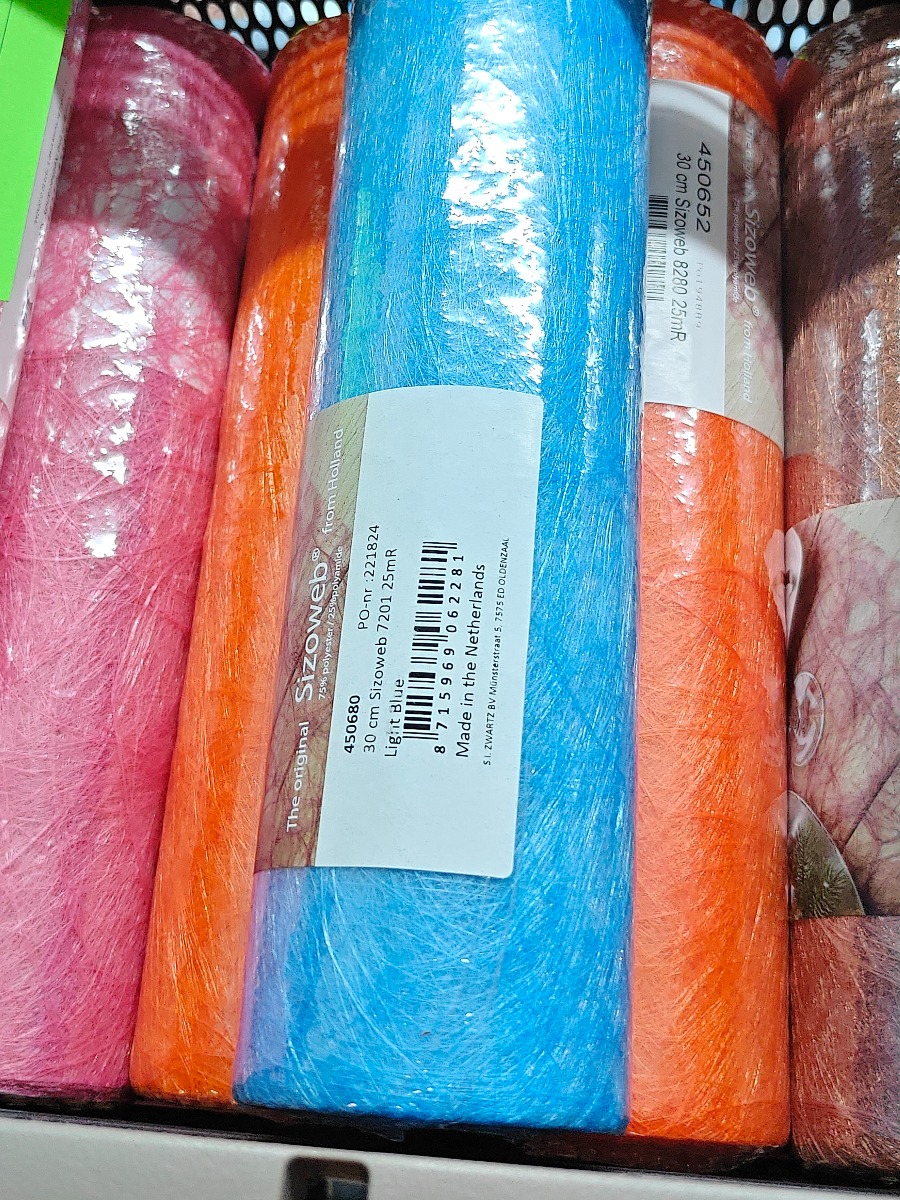 The original Sizoweb® from Holland
75% polyester / 25% polyamide
450680 PO-nr :221824
30 cm Sizoweb 7201 25mR
Light Blue
8 715969 062281
Made in the Netherlands
S.I. ZWARTZ BV Münsterstraat 5, 7575 ED OLDENZAAL
450652
30 cm Sizoweb 8280 25mR
Sizoweb® from Holland